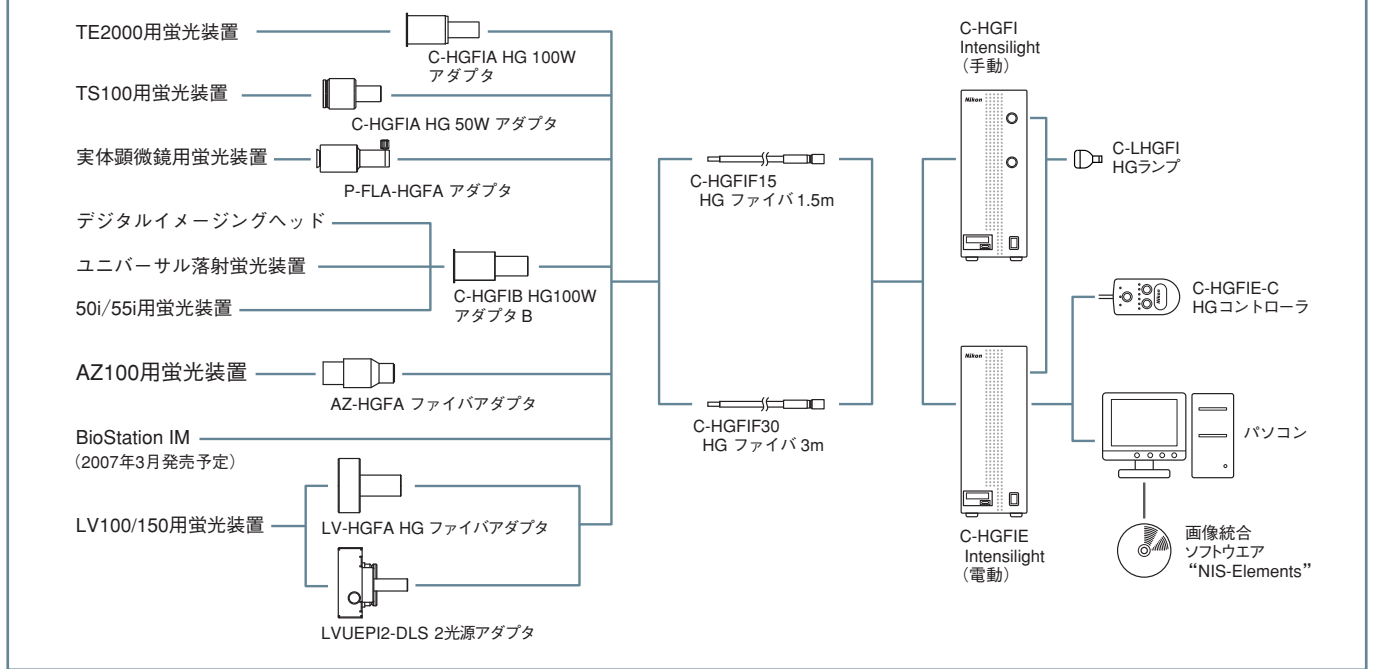 TE2000用蛍光装置
C-HGFIA HG 100W
アダプタ
TS100用蛍光装置
C-HGFIA HG 50W アダプタ
実体顕微鏡用蛍光装置
P-FLA-HGFA アダプタ
デジタルイメージングヘッド
ユニバーサル落射蛍光装置
50i/55i用蛍光装置
C-HGFIB HG100W
アダプタ B
AZ100用蛍光装置
AZ-HGFA ファイバアダプタ
BioStation IM
（2007年3月発売予定）
LV100/150用蛍光装置
LV-HGFA HG ファイバアダプタ
LVUEPI2-DLS 2光源アダプタ
C-HGFIF15
HG ファイバ 1.5m
C-HGFIF30
HG ファイバ 3m
C-HGFI
Intensilight
（手動）
Nikon
C-LHGFI
HGランプ
Nikon
C-HGFIE
Intensilight
（電動）
C-HGFIE-C
HGコントローラ
Nikon
パソコン
画像統合
ソフトウエア
“NIS-Elements”